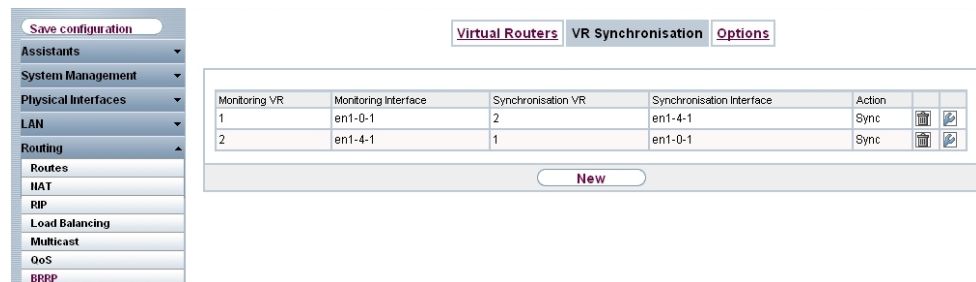 Save configuration
Assistants
System Management
Physical Interfaces
LAN
Routing
Routes
NAT
RIP
Load Balancing
Multicast
QoS
BRRP
Virtual Routers VR Synchronisation Options
Monitoring VR Monitoring Interface Synchronisation VR Synchronisation Interface Action
1 en1-0-1 2 en1-4-1 Sync
2 en1-4-1 1 en1-0-1 Sync
New